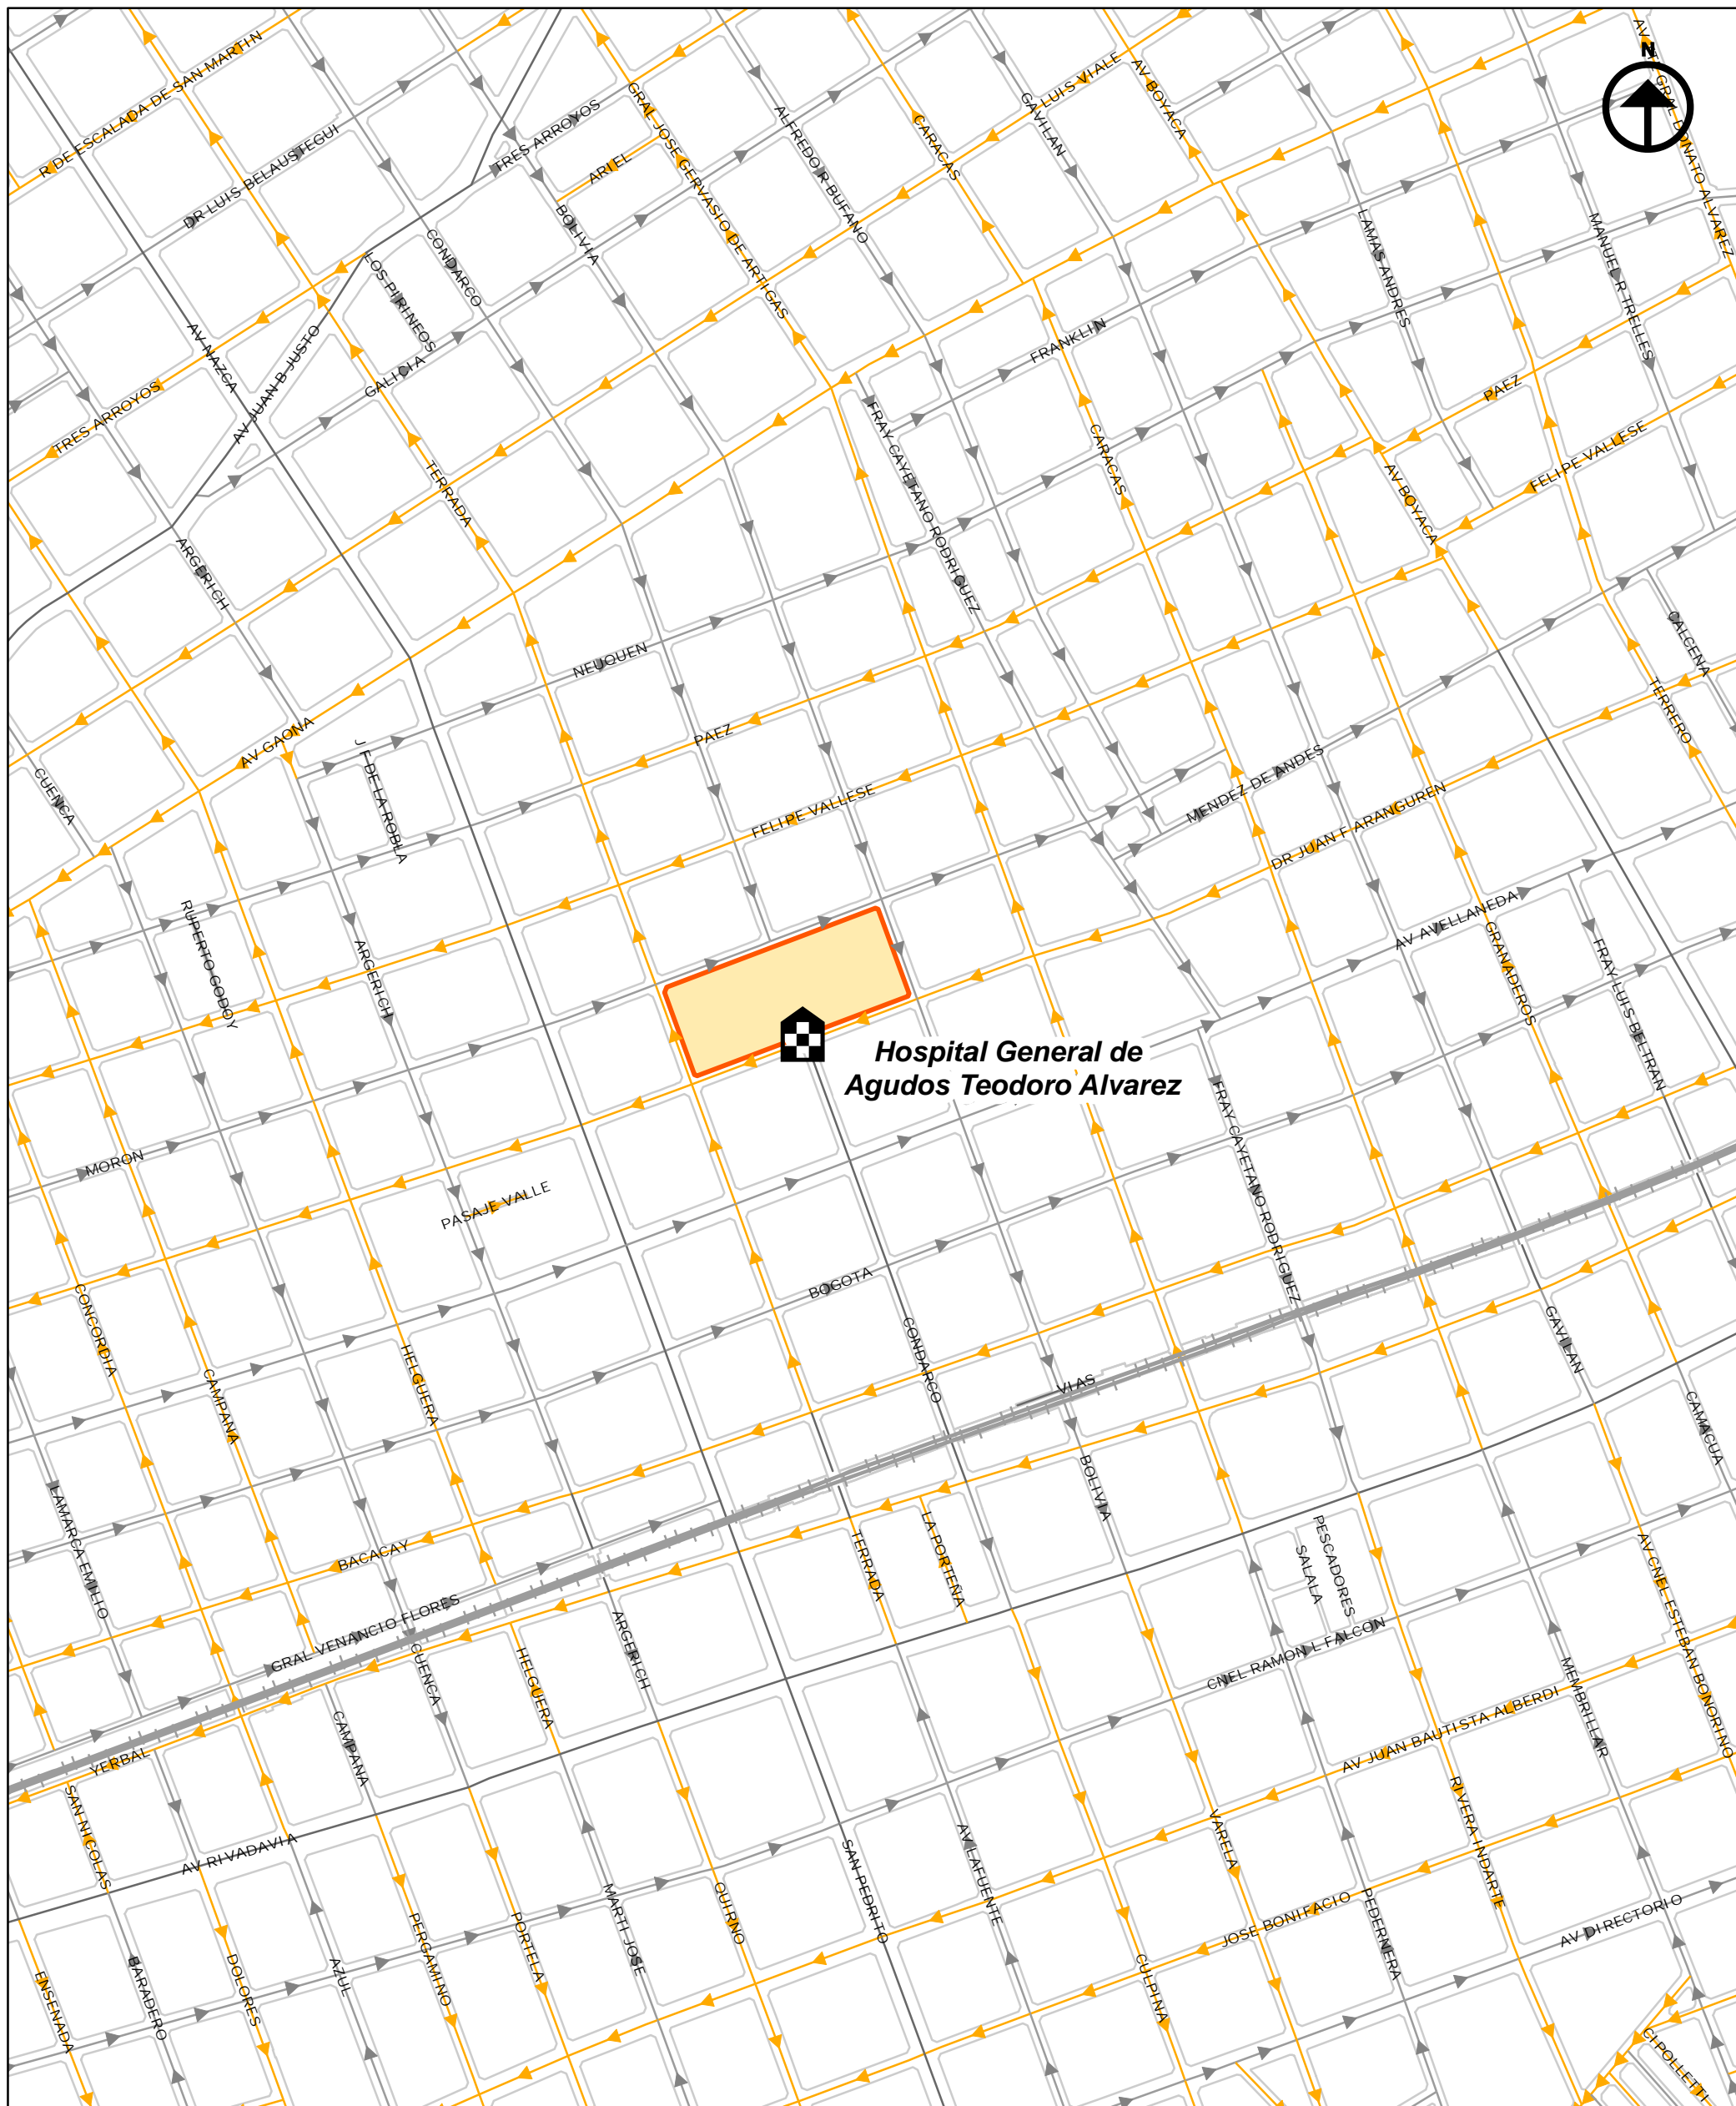 R DE ESCALADA DE SAN MARTIN
DR LUIS BELAUSTEGUI
TRES ARROYOS
ARIEL
GRAL JOSE GERVASIO DE ARTIGAS
ALFREDO R BUFANO
CARACAS
GAVILAN
LUIS VIALE
AV BOYACA
N
LOS PIRINEOS
CONDARCO
BOLIVIA
LAMAS ANDRES
MANUEL R TRELLES
AV NAZCA
AV JUAN B JUSTO
GALICIA
FRANKLIN
TRES ARROYOS
TERRADA
FRAY CAYETANO RODRIGUEZ
CARACAS
PAEZ
AV BOYACA
FELIPE VALLESE
ARGERICH
NEUQUEN
CALCENA
TERRERO
AV GAONA
J F DE LA ROBLA
PAEZ
CUENCA
FELIPE VALLESE
MENDEZ DE ANDES
DR JUAN F ARANGUREN
RUPERTO GODOY
ARGERICH
AV AVELLANEDA
GRANADEROS
FRAY LUIS BELTRAN
Hospital General de
Agudos Teodoro Alvarez
MORON
PASAJE VALLE
FRAY CAYETANO RODRIGUEZ
BOGOTA
CONCORDIA
CAMPANA
HELGUERA
CONDARCO
VIAS
GAVILAN
CAMACUA
LAMARCA EMILIO
BACACAY
BOLIVIA
TERRADA
LA PORTEÑA
PESCADORES
SALALA
AV CNEL ESTEBAN BONORINO
GRAL VENANCIO FLORES
CUENCA
HELGUERA
ARGERICH
CNEL RAMON L FALCON
MEMBRILLAR
YERBAL
CAMPANA
AV JUAN BAUTISTA ALBERDI
SAN NICOLAS
AV RIVADAVIA
SAN PEDRITO
AV LAFUENTE
VARELA
RIVERA INDARTE
PERGAMINO
PORTELA
MARTI JOSE
QUIRNO
JOSE BONIFACIO
PEDERNERA
AV DIRECTORIO
ENSENADA
BARADERO
DOLORES
AZUL
CULPINA
CIPOLLETTI